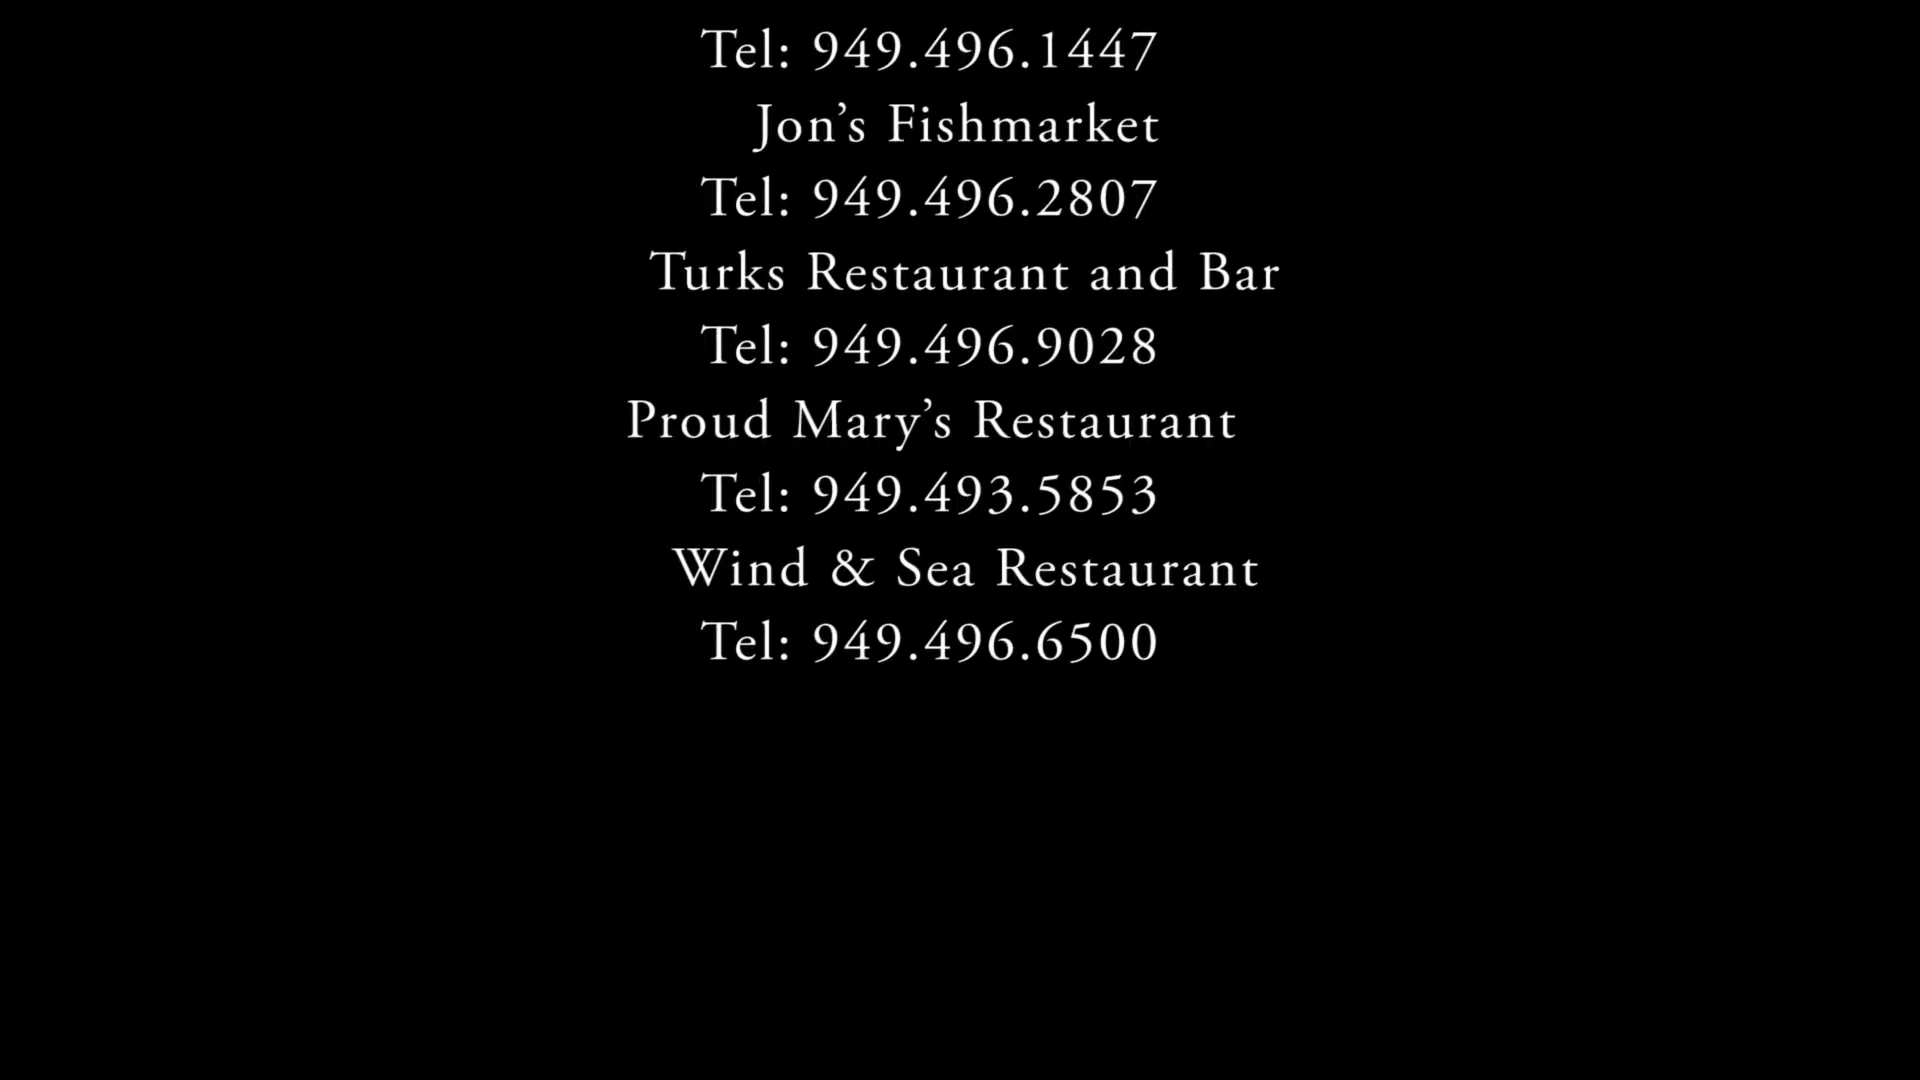 Tel: 949.496.1447
Jon’s Fishmarket
Tel: 949.496.2807
Turks Restaurant and Bar
Tel: 949.496.9028
Proud Mary’s Restaurant
Tel: 949.493.5853
Wind & Sea Restaurant
Tel: 949.496.6500